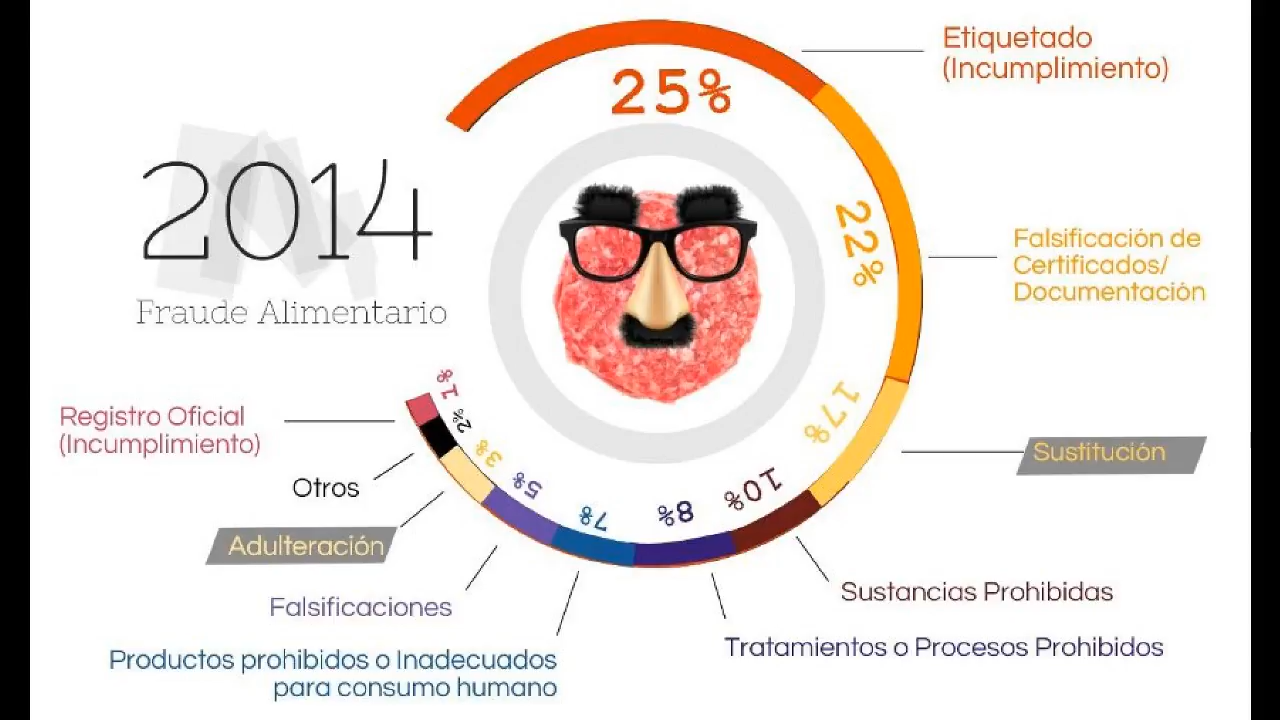 2014
Fraude Alimentario
25%
Etiquetado
(Incumplimiento)
22%
Falsificación de
Certificados/
Documentación
17%
Sustitución
10%
Sustancias Prohibidas
8%
Tratamientos o Procesos Prohibidos
7%
Productos prohibidos o Inadecuados
para consumo humano
5%
Falsificaciones
3%
Adulteración
2%
Otros
1%
Registro Oficial
(Incumplimiento)